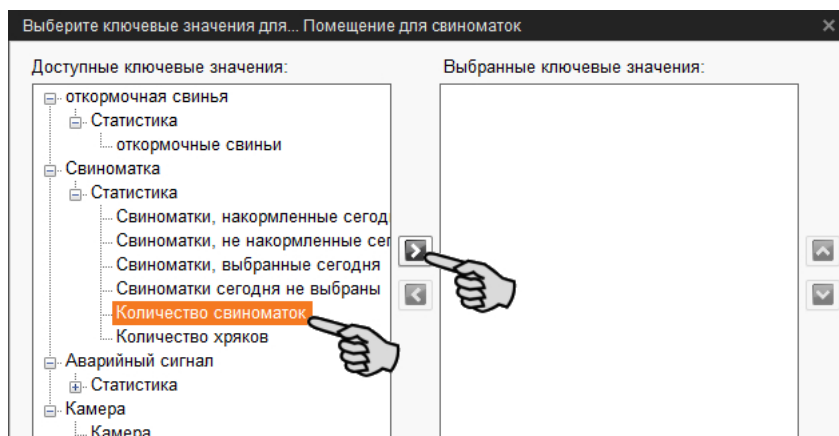 Выберите ключевые значения для... Помещение для свиноматок
Доступные ключевые значения:
Выбранные ключевые значения:
откормочная свинья
Статистика
откормочные свиньи
Свиноматка
Статистика
Свиноматки, накормленные сегод
Свиноматки, не накормленные сег
Свиноматки, выбранные сегодня
Свиноматки сегодня не выбраны
Количество свиноматок
Количество хряков
Аварийный сигнал
Статистика
Камера
Камера